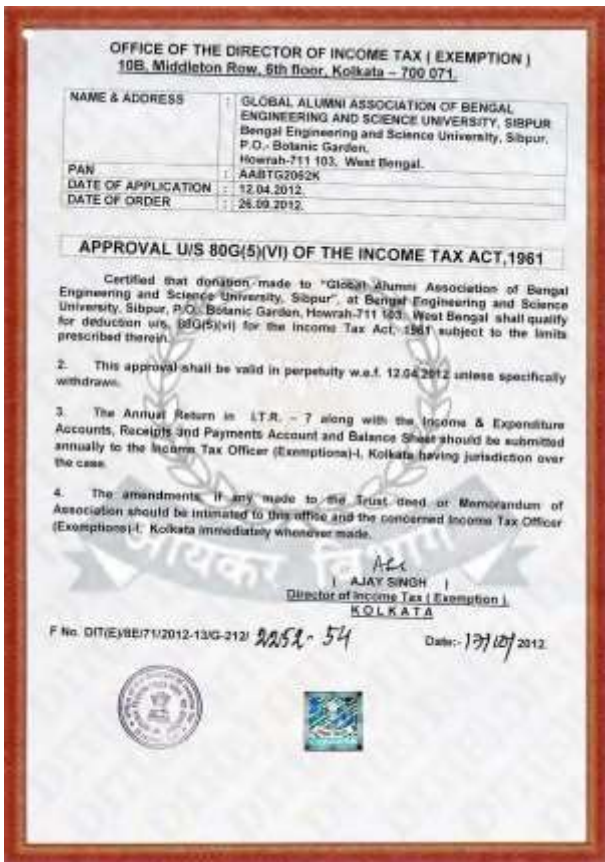 OFFICE OF THE DIRECTOR OF INCOME TAX ( EXEMPTION )
10B, Middleton Row, 6th floor, Kolkata – 700 071.
NAME & ADDRESS : GLOBAL ALUMNI ASSOCIATION OF BENGAL
ENGINEERING AND SCIENCE UNIVERSITY, SIBPUR
Bengal Engineering and Science University, Sibpur,
P.O.- Botanic Garden,
Howrah-711 103, West Bengal.
PAN : AABTG2062K
DATE OF APPLICATION : 12.04.2012.
DATE OF ORDER : 26.09.2012.
APPROVAL U/S 80G(5)(VI) OF THE INCOME TAX ACT,1961
Certified that donation made to "Global Alumni Association of Bengal
Engineering and Science University, Sibpur", at Bengal Engineering and Science
University, Sibpur, P.O.- Botanic Garden, Howrah-711 103, West Bengal shall qualify
for deduction u/s. 80G(5)(vi) for the Income Tax Act, 1961 subject to the limits
prescribed therein.
2. This approval shall be valid in perpetuity w.e.f. 12.04.2012 unless specifically
withdrawn.
3. The Annual Return in I.T.R. – 7 along with the Income & Expenditure
Accounts, Receipts and Payments Account and Balance Sheet should be submitted
annually to the Income Tax Officer (Exemptions)-I, Kolkata having jurisdiction over
the case.
4. The amendments, if any made to the Trust deed or Memorandum of
Association should be intimated to this office and the concerned Income Tax Officer
(Exemptions)-I, Kolkata immediately whenever made.
आयकर विभाग
( AJAY SINGH )
Director of Income Tax ( Exemption ),
KOLKATA
F No. DIT(E)/8E/71/2012-13/G-212/ 2252-54
Date:- 2012